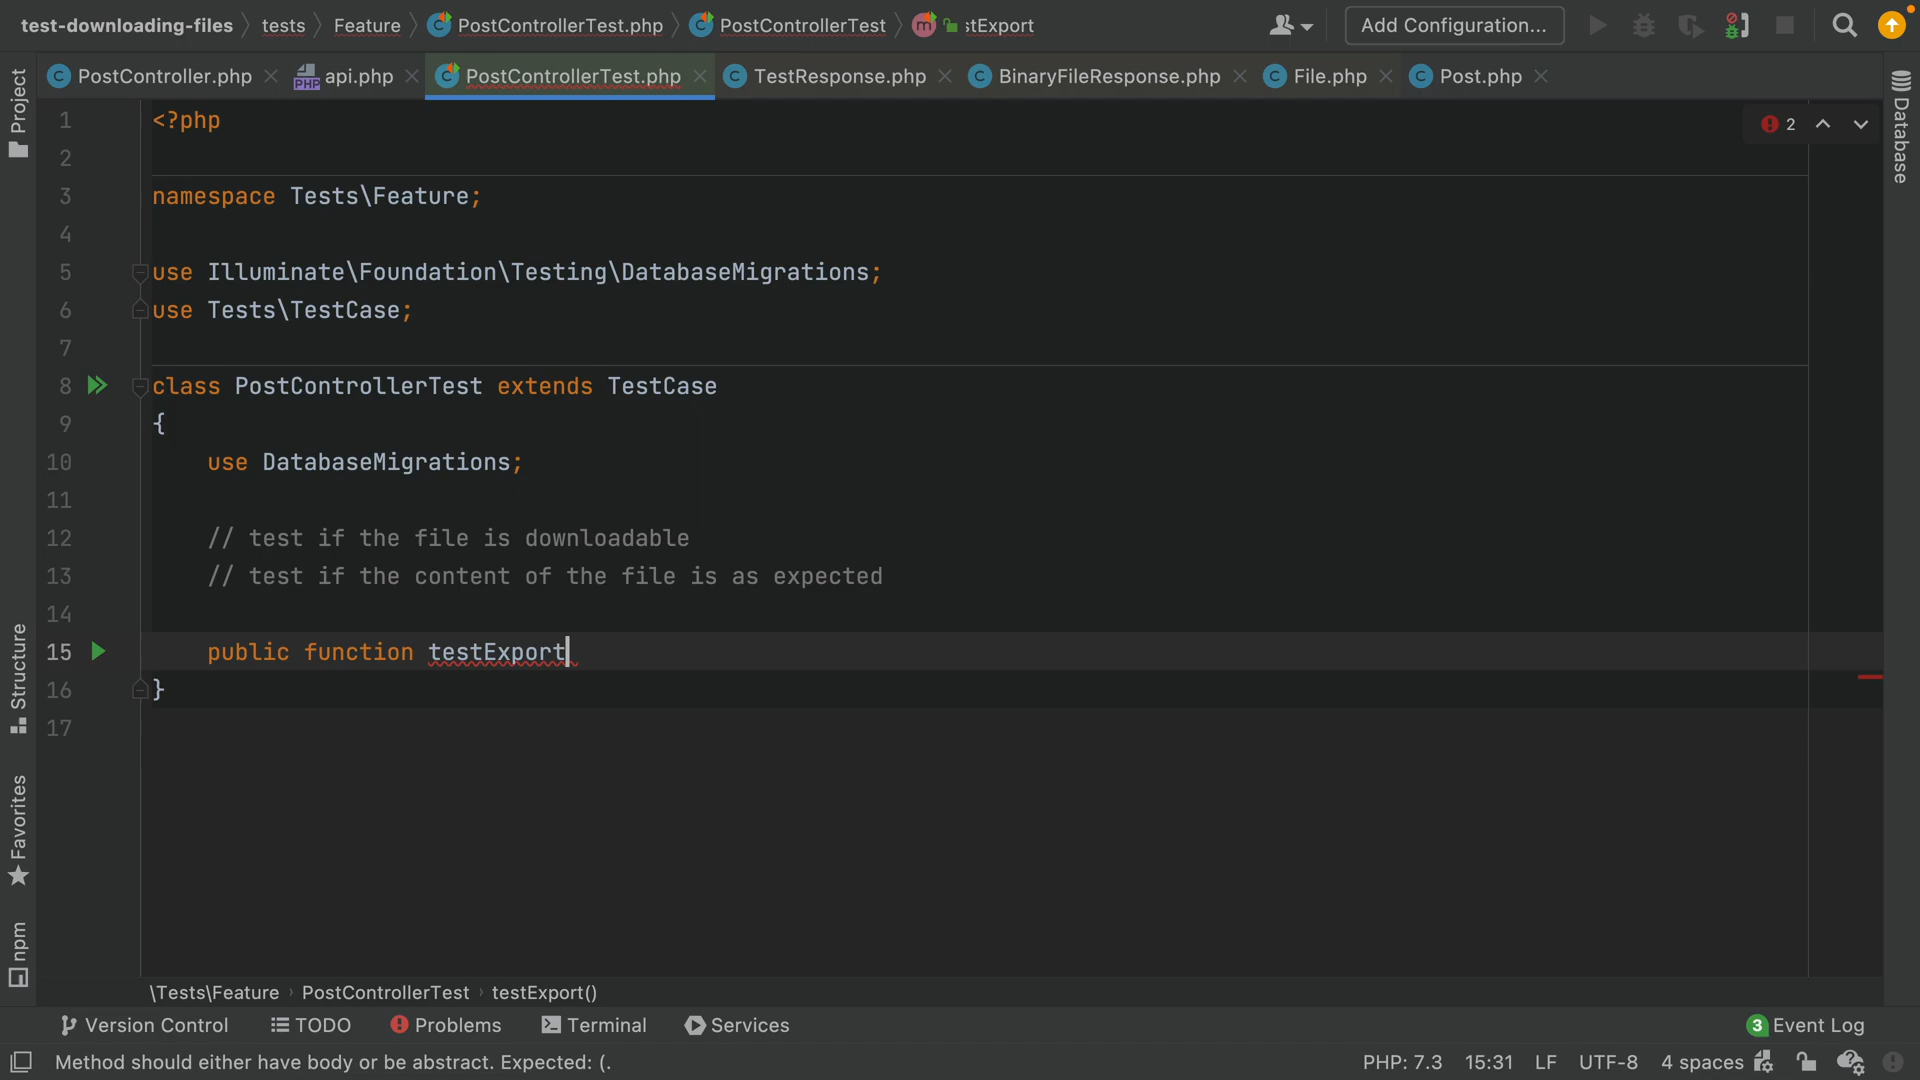 test-downloading-files tests Feature PostControllerTest.php PostControllerTest stExport Add Configuration...
PostController.php api.php PostControllerTest.php TestResponse.php BinaryFileResponse.php File.php Post.php
Project
Structure
Favorites
npm
Database
2
1 <?php
2
3 namespace Tests\Feature;
4
5 use Illuminate\Foundation\Testing\DatabaseMigrations;
6 use Tests\TestCase;
7
8 class PostControllerTest extends TestCase
9 {
10 use DatabaseMigrations;
11
12 // test if the file is downloadable
13 // test if the content of the file is as expected
14
15 public function testExport
16 }
17
\Tests\Feature › PostControllerTest › testExport()
Version Control TODO Problems Terminal Services 3 Event Log
Method should either have body or be abstract. Expected: (. PHP: 7.3 15:31 LF UTF-8 4 spaces